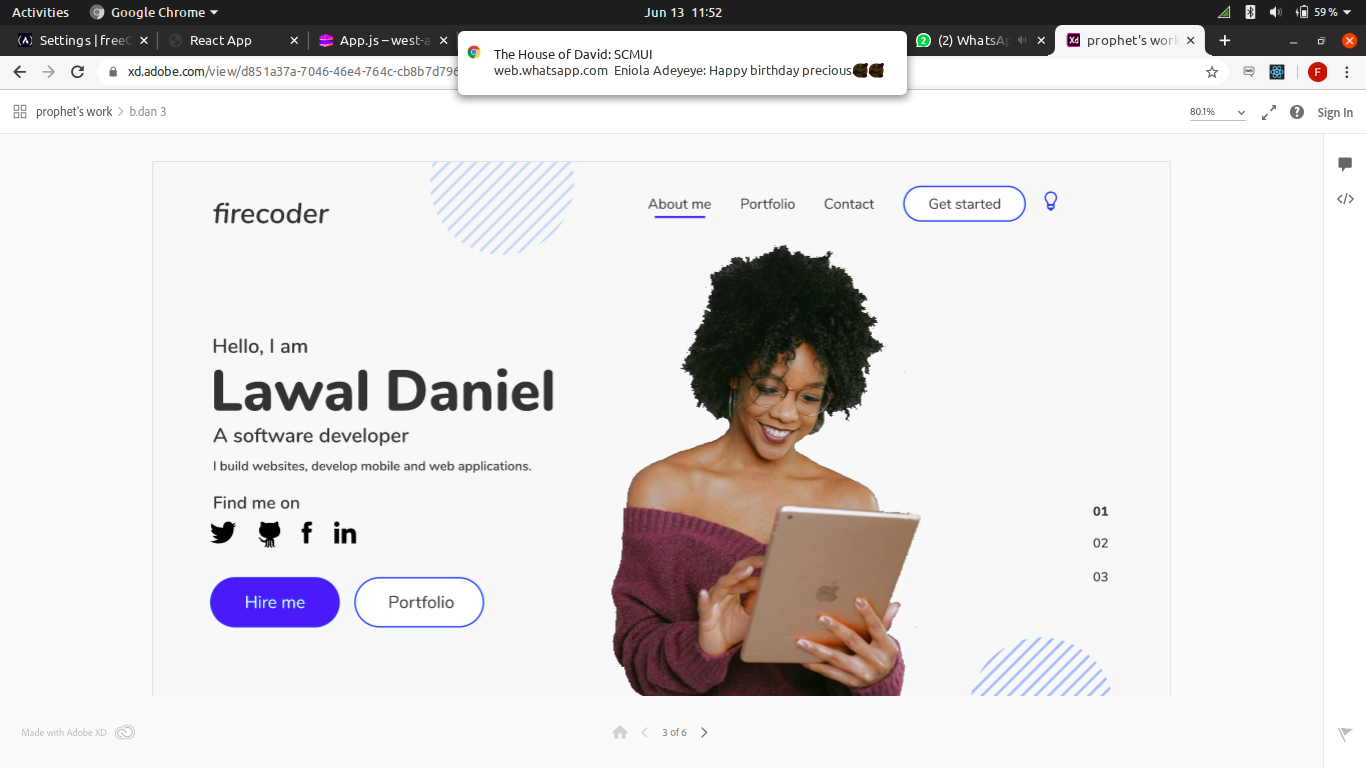 Activities
Google Chrome
Jun 13 11:52
59 %
Settings | freeC
React App
App.js – west-a
(2) WhatsAp
prophet's work
The House of David: SCMUI
web.whatsapp.com Eniola Adeyeye: Happy birthday precious
xd.adobe.com/view/d851a37a-7046-46e4-764c-cb8b7d796
F
prophet's work > b.dan 3
80.1%
Sign In
firecoder
About me
Portfolio
Contact
Get started
Hello, I am
Lawal Daniel
A software developer
I build websites, develop mobile and web applications.
Find me on
Hire me
Portfolio
01
02
03
Made with Adobe XD
3 of 6